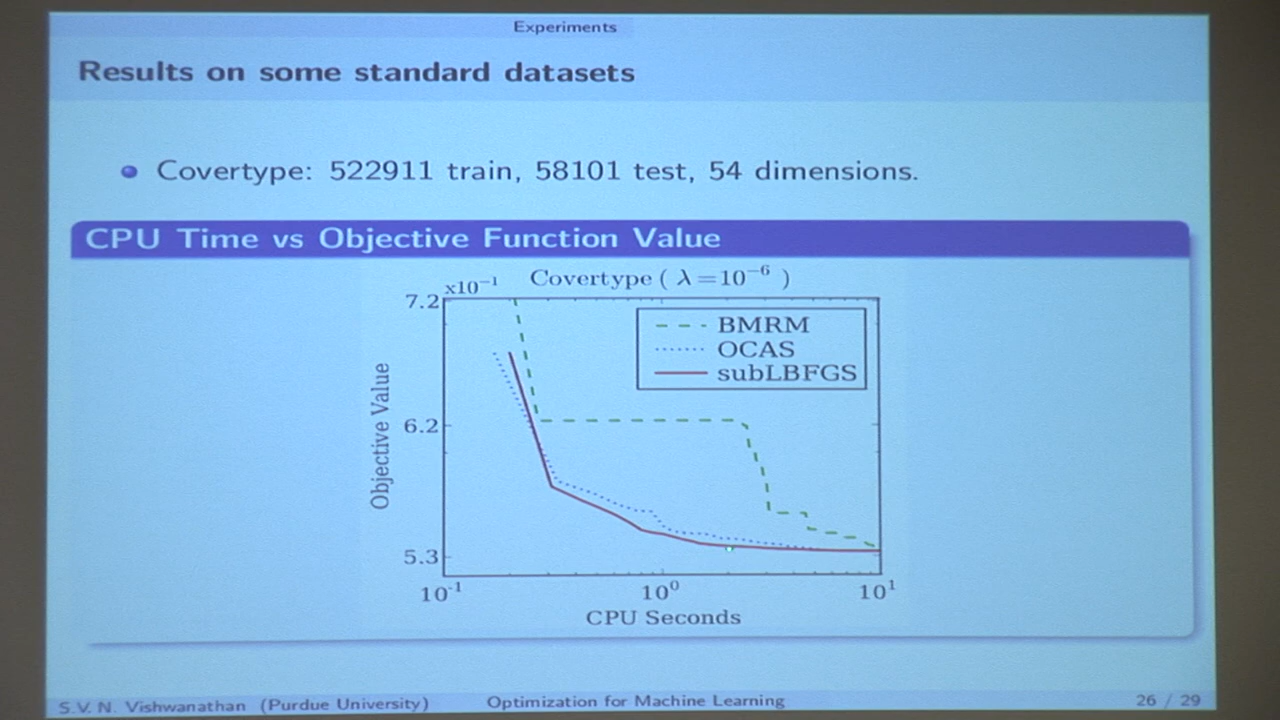 Experiments
Results on some standard datasets
Covertype: 522911 train, 58101 test, 54 dimensions.
CPU Time vs Objective Function Value
x10⁻¹ Covertype ( λ=10⁻⁶ )
7.2
BMRM
OCAS
subLBFGS
Objective Value
6.2
5.3
10⁻¹ 10⁰ 10¹
CPU Seconds
S.V. N. Vishwanathan (Purdue University) Optimization for Machine Learning 26 / 29